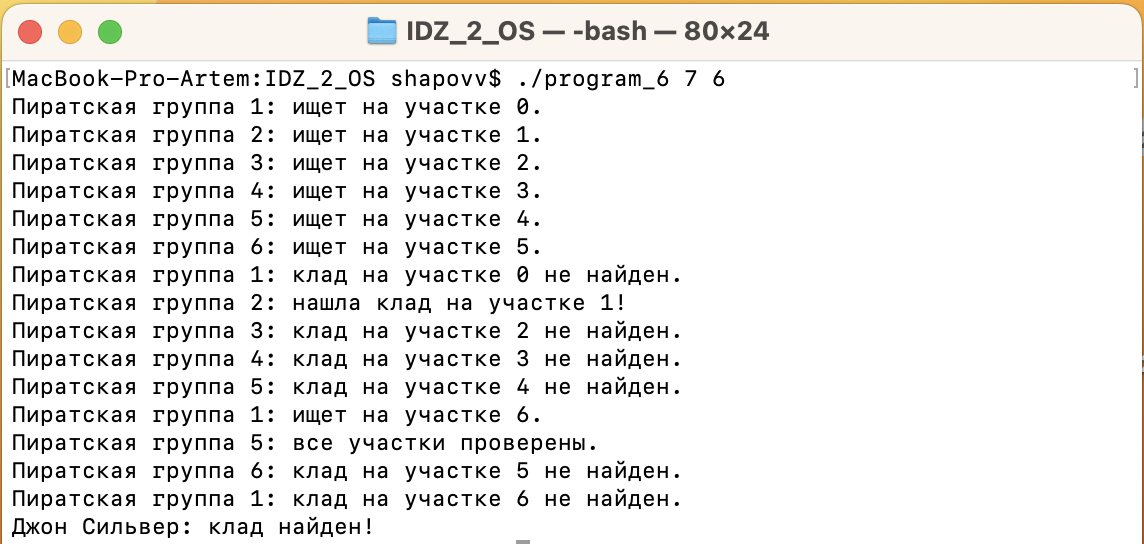 IDZ_2_OS — -bash — 80×24
[MacBook-Pro-Artem:IDZ_2_OS shapovv$ ./program_6 7 6 ]
Пиратская группа 1: ищет на участке 0.
Пиратская группа 2: ищет на участке 1.
Пиратская группа 3: ищет на участке 2.
Пиратская группа 4: ищет на участке 3.
Пиратская группа 5: ищет на участке 4.
Пиратская группа 6: ищет на участке 5.
Пиратская группа 1: клад на участке 0 не найден.
Пиратская группа 2: нашла клад на участке 1!
Пиратская группа 3: клад на участке 2 не найден.
Пиратская группа 4: клад на участке 3 не найден.
Пиратская группа 5: клад на участке 4 не найден.
Пиратская группа 1: ищет на участке 6.
Пиратская группа 5: все участки проверены.
Пиратская группа 6: клад на участке 5 не найден.
Пиратская группа 1: клад на участке 6 не найден.
Джон Сильвер: клад найден!